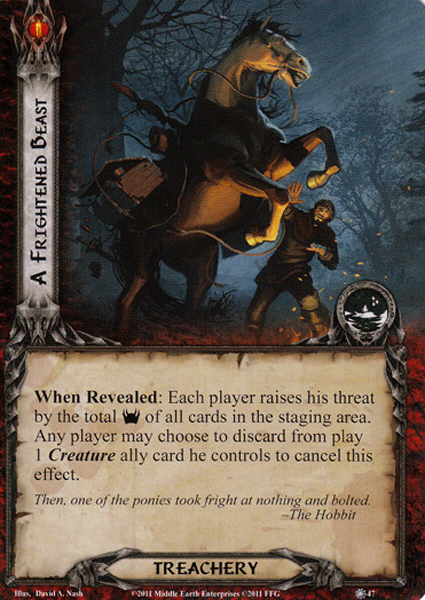 A Frightened Beast
When Revealed: Each player raises his threat
by the total of all cards in the staging area.
Any player may choose to discard from play
1 Creature ally card he controls to cancel this
effect.
Then, one of the ponies took fright at nothing and bolted.
–The Hobbit
Treachery
Illus. David A. Nash ©2011 Middle Earth Enterprises ©2011 FFG 47